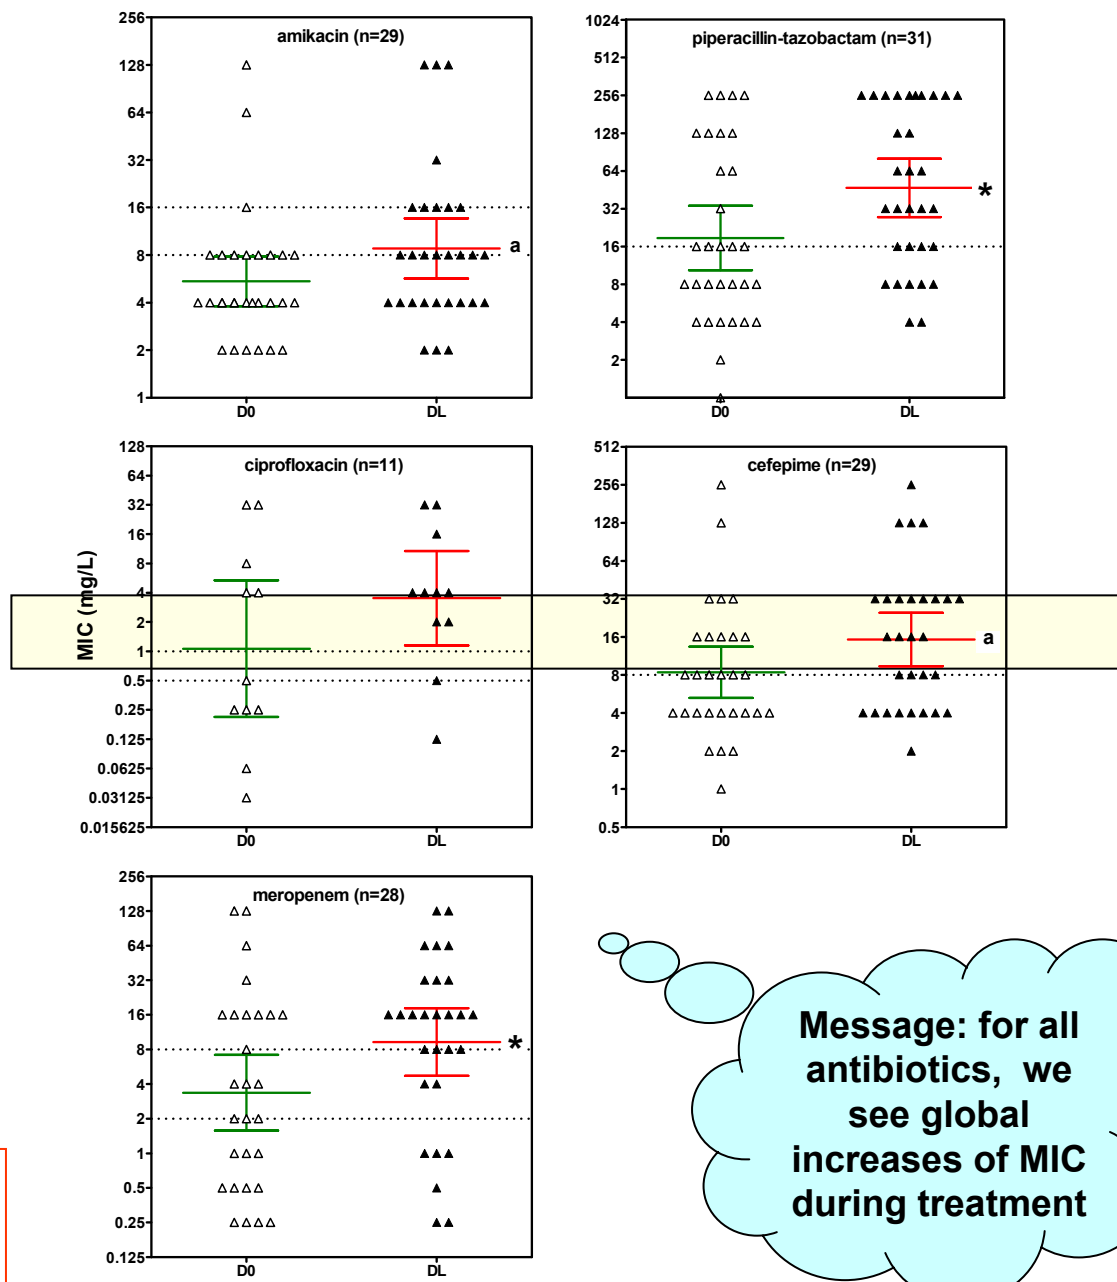 amikacin (n=29)
256
128
64
32
16
8
4
2
1
a
D0
DL
piperacillin-tazobactam (n=31)
1024
512
256
128
64
32
16
8
4
2
*
D0
DL
MIC (mg/L)
ciprofloxacin (n=11)
128
64
32
16
8
4
2
1
0.5
0.25
0.125
0.0625
0.03125
0.015625
D0
DL
cefepime (n=29)
512
256
128
64
32
16
8
4
2
1
0.5
a
D0
DL
meropenem (n=28)
256
128
64
32
16
8
4
2
1
0.5
0.25
0.125
*
D0
DL
Message: for all
antibiotics, we
see global
increases of MIC
during treatment